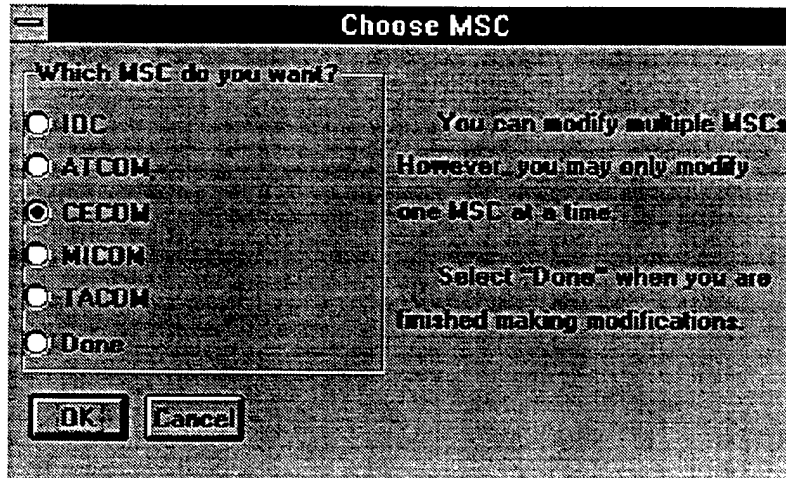 Choose MSC
Which MSC do you want?
IOC
ATCOM
CECOM
MICOM
TACOM
Done
You can modify multiple MSCs
However, you may only modify
one MSC at a time.
Select "Done" when you are
finished making modifications.
OK
Cancel